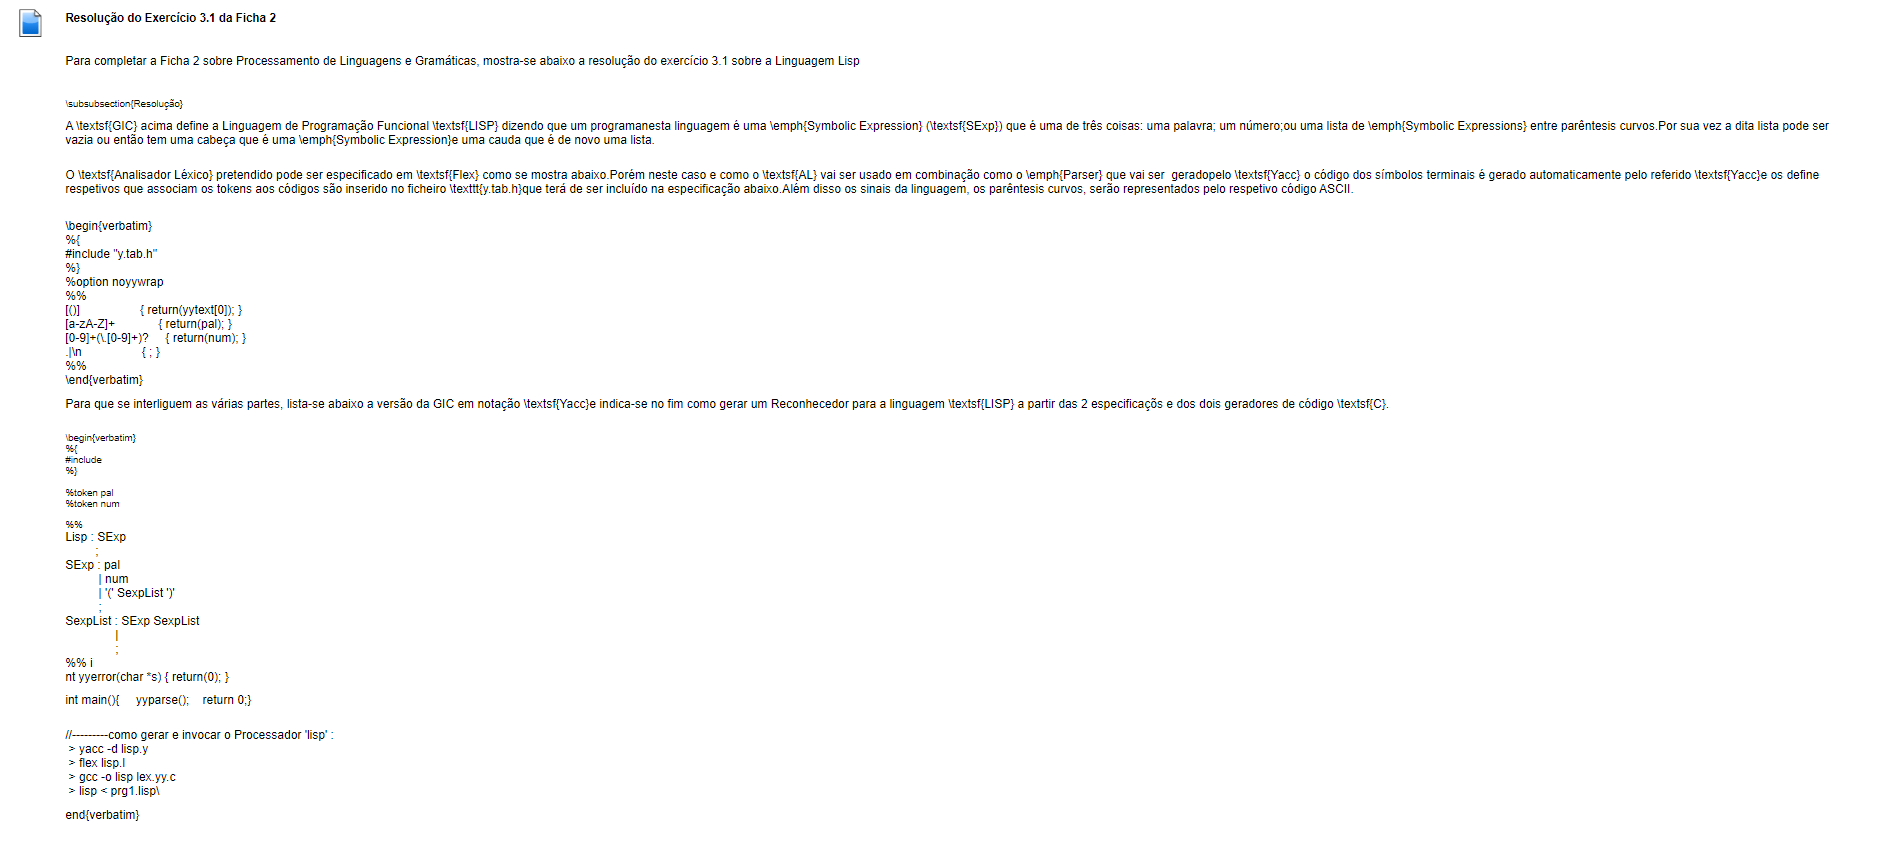 Resolução do Exercício 3.1 da Ficha 2
Para completar a Ficha 2 sobre Processamento de Linguagens e Gramáticas, mostra-se abaixo a resolução do exercício 3.1 sobre a Linguagem Lisp
\subsubsection{Resolução}
A \textsf{GIC} acima define a Linguagem de Programação Funcional \textsf{LISP} dizendo que um programanesta linguagem é uma \emph{Symbolic Expression} (\textsf{SExp}) que é uma de três coisas: uma palavra; um número;ou uma lista de \emph{Symbolic Expressions} entre parêntesis curvos.Por sua vez a dita lista pode ser
vazia ou então tem uma cabeça que é uma \emph{Symbolic Expression}e uma cauda que é de novo uma lista.
O \textsf{Analisador Léxico} pretendido pode ser especificado em \textsf{Flex} como se mostra abaixo.Porém neste caso e como o \textsf{AL} vai ser usado em combinação como o \emph{Parser} que vai ser  geradopelo \textsf{Yacc} o código dos símbolos terminais é gerado automaticamente pelo referido \textsf{Yacc}e os define
respetivos que associam os tokens aos códigos são inserido no ficheiro \texttt{y.tab.h}que terá de ser incluído na especificação abaixo.Além disso os sinais da linguagem, os parêntesis curvos, serão representados pelo respetivo código ASCII.
\begin{verbatim}
%{
#include "y.tab.h"
%}
%option noyywrap
%%
[()]                    { return(yytext[0]); }
[a-zA-Z]+              { return(pal); }
[0-9]+(\.[0-9]+)?     { return(num); }
.|\n                    { ; }
%%
\end{verbatim}
Para que se interliguem as várias partes, lista-se abaixo a versão da GIC em notação \textsf{Yacc}e indica-se no fim como gerar um Reconhecedor para a linguagem \textsf{LISP} a partir das 2 especificaçõs e dos dois geradores de código \textsf{C}.
\begin{verbatim}
%{
#include
%}
%token pal
%token num
%%
Lisp : SExp
;
SExp : pal
| num
| '(' SexpList ')'
;
SexpList : SExp SexpList
|
;
%% i
nt yyerror(char *s) { return(0); }
int main(){     yyparse();    return 0;}
//---------como gerar e invocar o Processador 'lisp' :
> yacc -d lisp.y
> flex lisp.l
> gcc -o lisp lex.yy.c
> lisp < prg1.lisp\
end{verbatim}